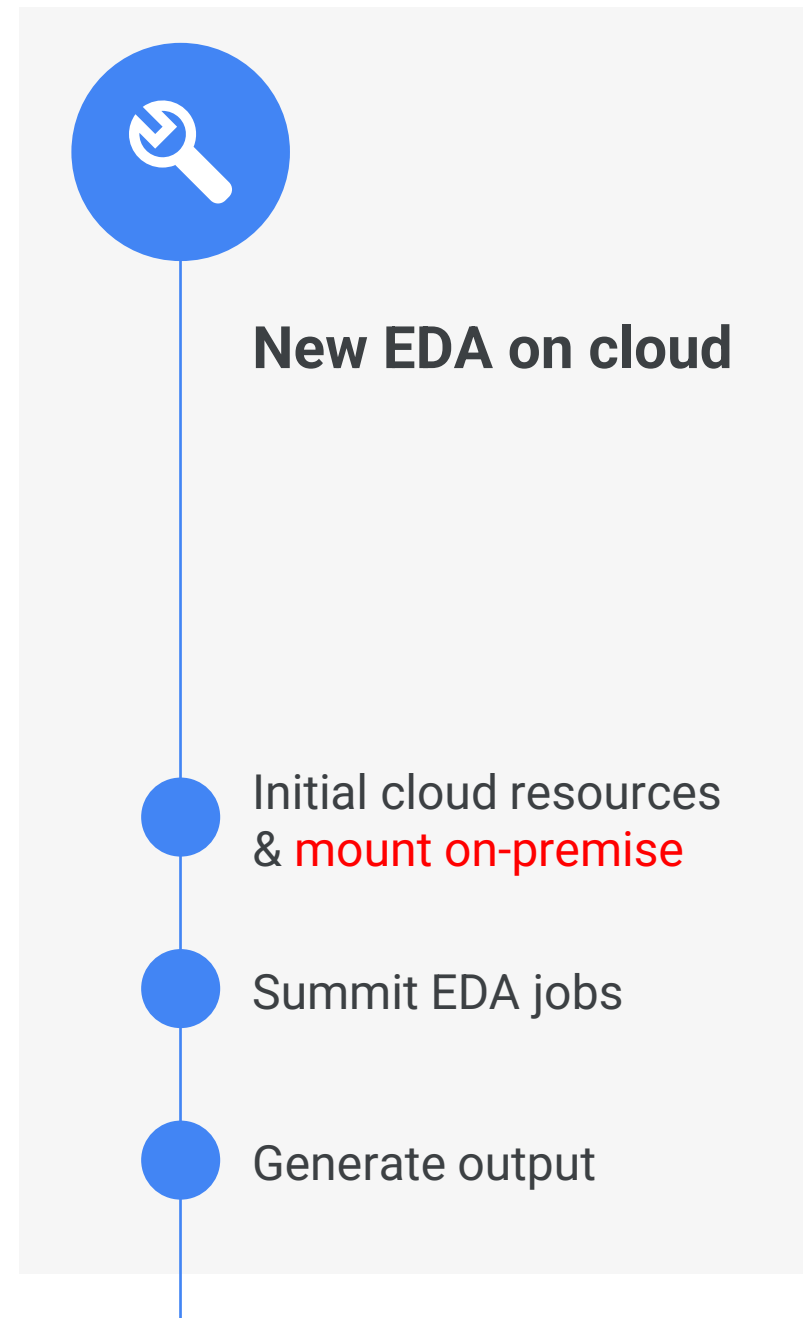 New EDA on cloud
Initial cloud resources
& mount on-premise
Summit EDA jobs
Generate output